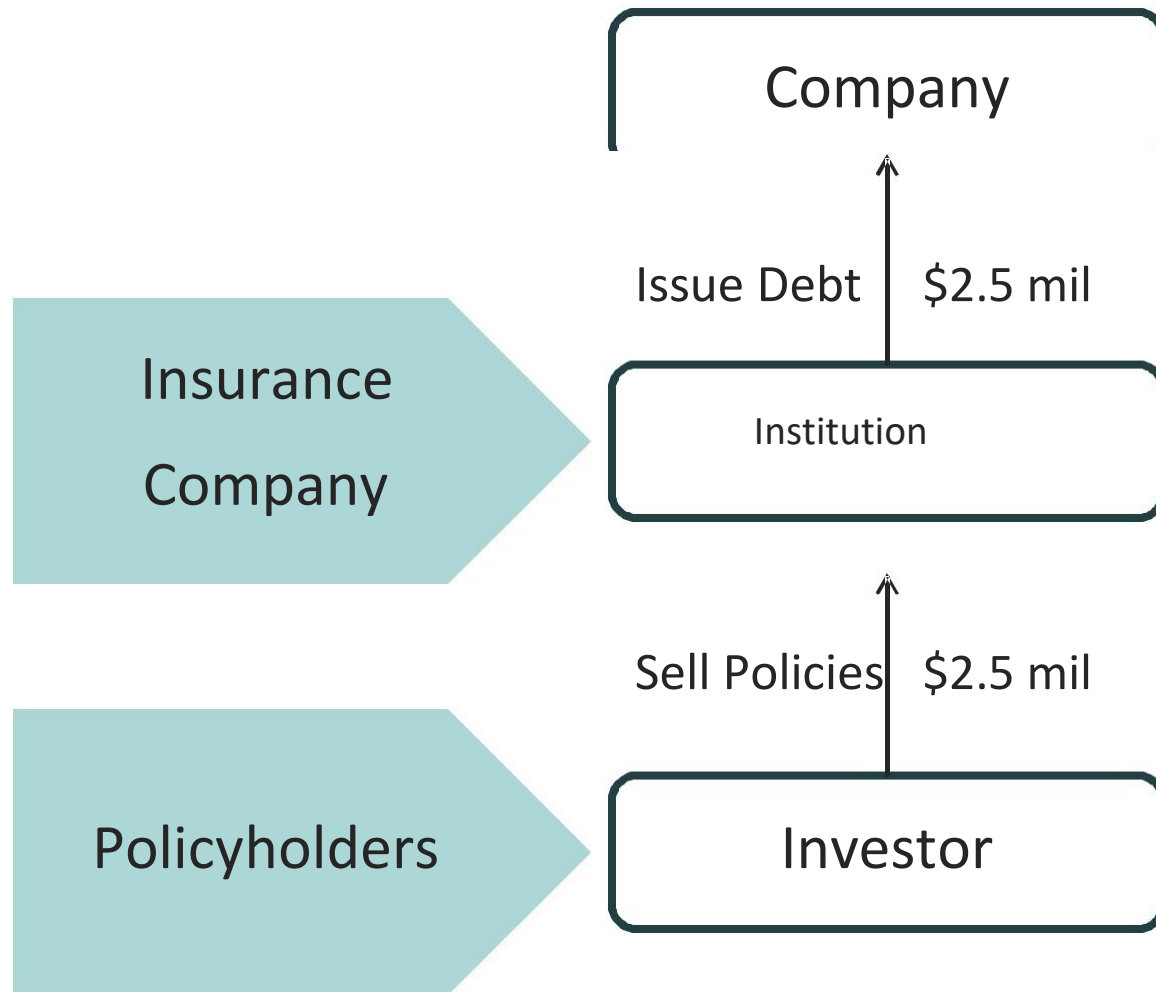 Company
Issue Debt $2.5 mil
Insurance
Company
Institution
Sell Policies $2.5 mil
Policyholders
Investor